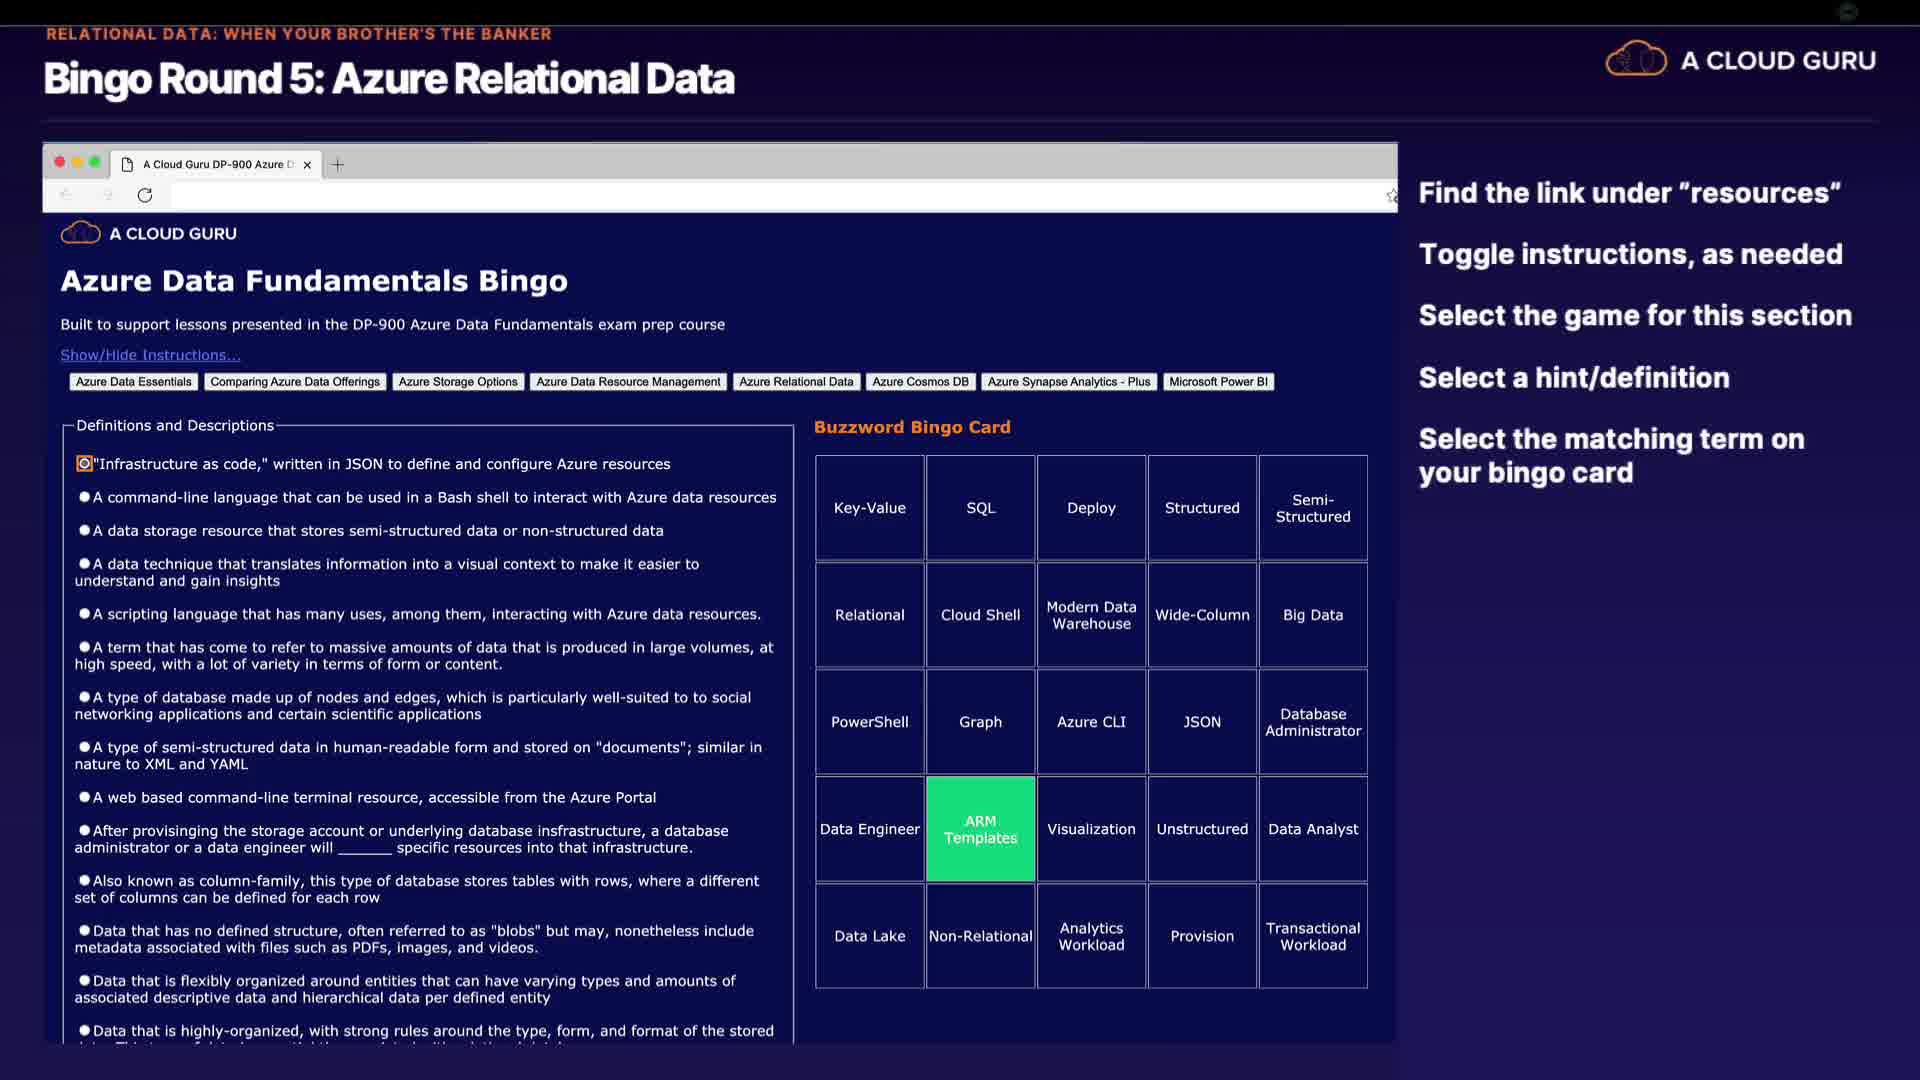 RELATIONAL DATA: WHEN YOUR BROTHER'S THE BANKER
Bingo Round 5: Azure Relational Data
A CLOUD GURU
A Cloud Guru DP-900 Azure
A CLOUD GURU
Azure Data Fundamentals Bingo
Built to support lessons presented in the DP-900 Azure Data Fundamentals exam prep course
Show/Hide Instructions...
Azure Data Essentials
Comparing Azure Data Offerings
Azure Storage Options
Azure Data Resource Management
Azure Relational Data
Azure Cosmos DB
Azure Synapse Analytics - Plus
Microsoft Power BI
Definitions and Descriptions
"Infrastructure as code," written in JSON to define and configure Azure resources
A command-line language that can be used in a Bash shell to interact with Azure data resources
A data storage resource that stores semi-structured data or non-structured data
A data technique that translates information into a visual context to make it easier to
understand and gain insights
A scripting language that has many uses, among them, interacting with Azure data resources.
A term that has come to refer to massive amounts of data that is produced in large volumes, at
high speed, with a lot of variety in terms of form or content.
A type of database made up of nodes and edges, which is particularly well-suited to to social
networking applications and certain scientific applications
A type of semi-structured data in human-readable form and stored on "documents"; similar in
nature to XML and YAML
A web based command-line terminal resource, accessible from the Azure Portal
After provisinging the storage account or underlying database insfrastructure, a database
administrator or a data engineer will _______ specific resources into that infrastructure.
Also known as column-family, this type of database stores tables with rows, where a different
set of columns can be defined for each row
Data that has no defined structure, often referred to as "blobs" but may, nonetheless include
metadata associated with files such as PDFs, images, and videos.
Data that is flexibly organized around entities that can have varying types and amounts of
associated descriptive data and hierarchical data per defined entity
Data that is highly-organized, with strong rules around the type, form, and format of the stored
Buzzword Bingo Card
Key-Value
SQL
Deploy
Structured
Semi-
Structured
Relational
Cloud Shell
Modern Data
Warehouse
Wide-Column
Big Data
PowerShell
Graph
Azure CLI
JSON
Database
Administrator
Data Engineer
ARM
Templates
Visualization
Unstructured
Data Analyst
Data Lake
Non-Relational
Analytics
Workload
Provision
Transactional
Workload
Find the link under "resources"
Toggle instructions, as needed
Select the game for this section
Select a hint/definition
Select the matching term on
your bingo card